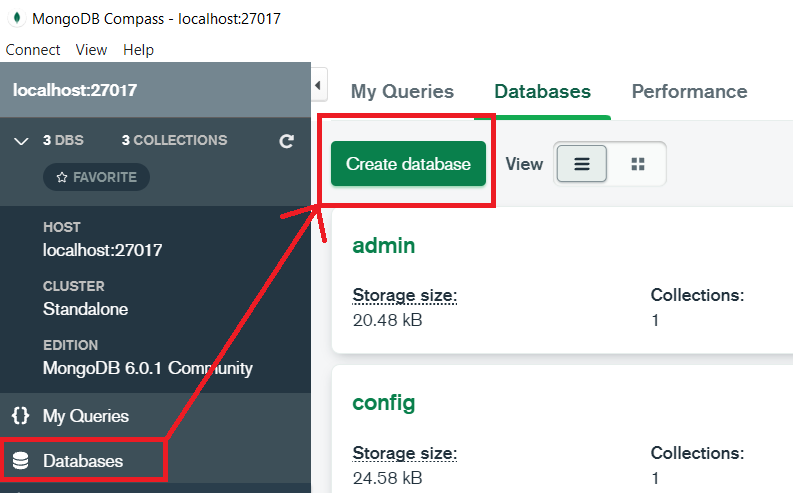 MongoDB Compass - localhost:27017
Connect View Help
localhost:27017
3 DBS 3 COLLECTIONS
FAVORITE
HOST
localhost:27017
CLUSTER
Standalone
EDITION
MongoDB 6.0.1 Community
{} My Queries
Databases
My Queries Databases Performance
Create database View
admin
Storage size: Collections:
20.48 kB 1
config
Storage size: Collections:
24.58 kB 1